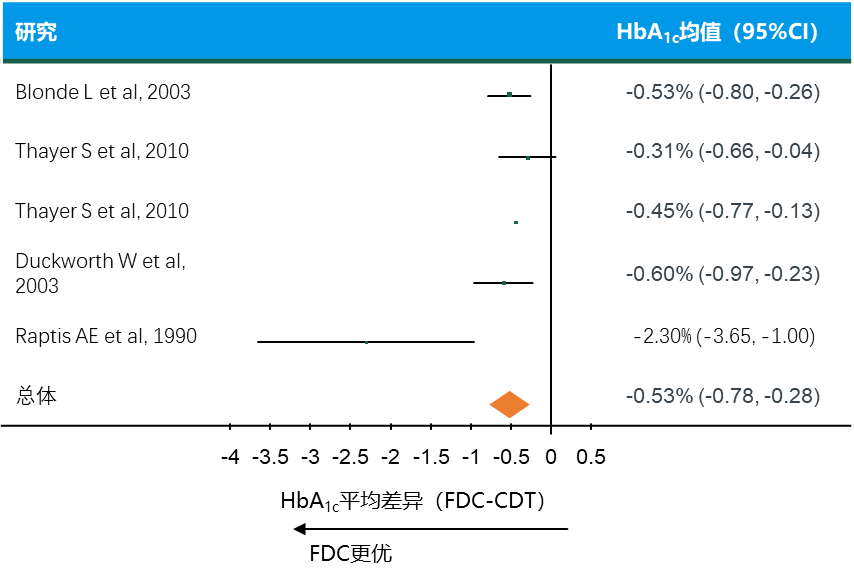 研究 HbA1c均值（95%CI）
Blonde L et al, 2003 -0.53% (-0.80, -0.26)
Thayer S et al, 2010 -0.31% (-0.66, -0.04)
Thayer S et al, 2010 -0.45% (-0.77, -0.13)
Duckworth W et al,
2003 -0.60% (-0.97, -0.23)
Raptis AE et al, 1990 -2.30% (-3.65, -1.00)
总体 -0.53% (-0.78, -0.28)
-4 -3.5 -3 -2.5 -2 -1.5 -1 -0.5 0 0.5
HbA1c平均差异（FDC-CDT）
FDC更优